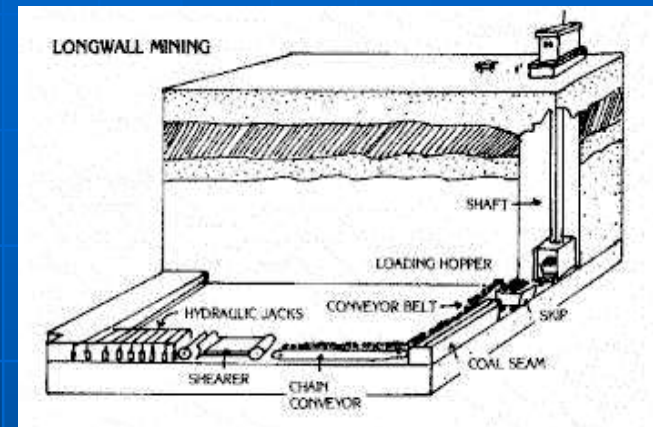 LONGWALL MINING
SHAFT
LOADING HOPPER
HYDRAULIC JACKS
CONVEYOR BELT
SKIP
SHEARER
CHAIN
CONVEYOR
COAL SEAM